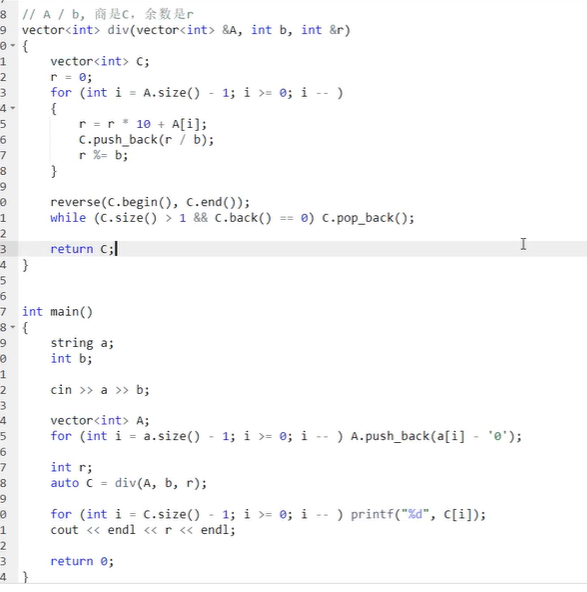 8 // A / b, 商是C, 余数是r
9 vector<int> div(vector<int> &A, int b, int &r)
0 {
1 vector<int> C;
2 r = 0;
3 for (int i = A.size() - 1; i >= 0; i -- )
4 {
5 r = r * 10 + A[i];
6 C.push_back(r / b);
7 r %= b;
8 }
9
0 reverse(C.begin(), C.end());
1 while (C.size() > 1 && C.back() == 0) C.pop_back();
2
3 return C;
4 }
5
6
7 int main()
8 {
9 string a;
0 int b;
1
2 cin >> a >> b;
3
4 vector<int> A;
5 for (int i = a.size() - 1; i >= 0; i -- ) A.push_back(a[i] - '0');
6
7 int r;
8 auto C = div(A, b, r);
9
0 for (int i = C.size() - 1; i >= 0; i -- ) printf("%d", C[i]);
1 cout << endl << r << endl;
2
3 return 0;
4 }